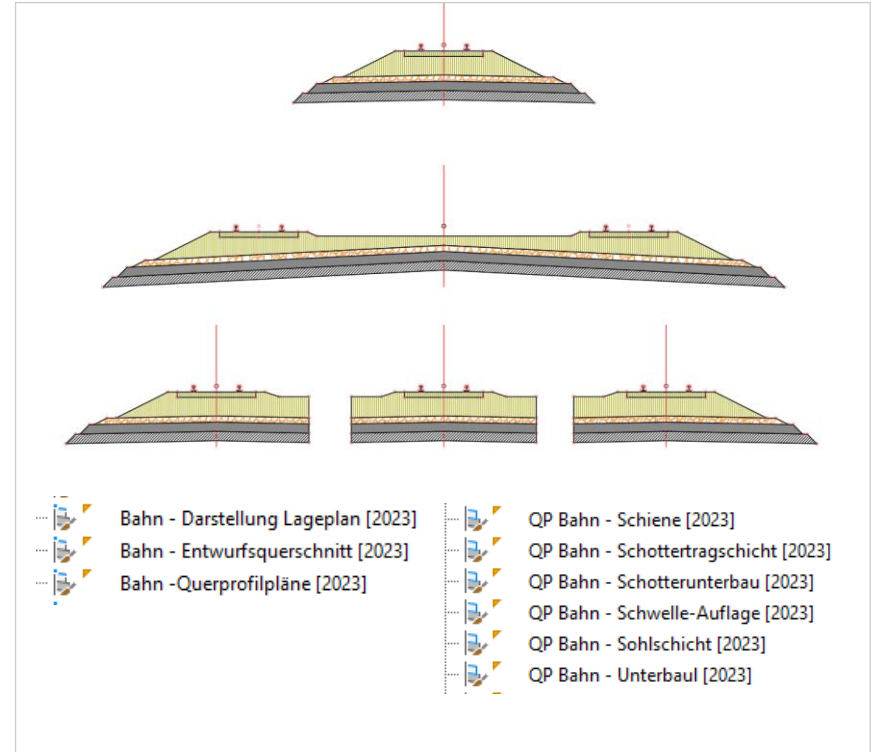 Bahn - Darstellung Lageplan [2023]
Bahn - Entwurfsquerschnitt [2023]
Bahn -Querprofilpläne [2023]
QP Bahn - Schiene [2023]
QP Bahn - Schottertragschicht [2023]
QP Bahn - Schotterunterbau [2023]
QP Bahn - Schwelle-Auflage [2023]
QP Bahn - Sohlschicht [2023]
QP Bahn - Unterbaul [2023]